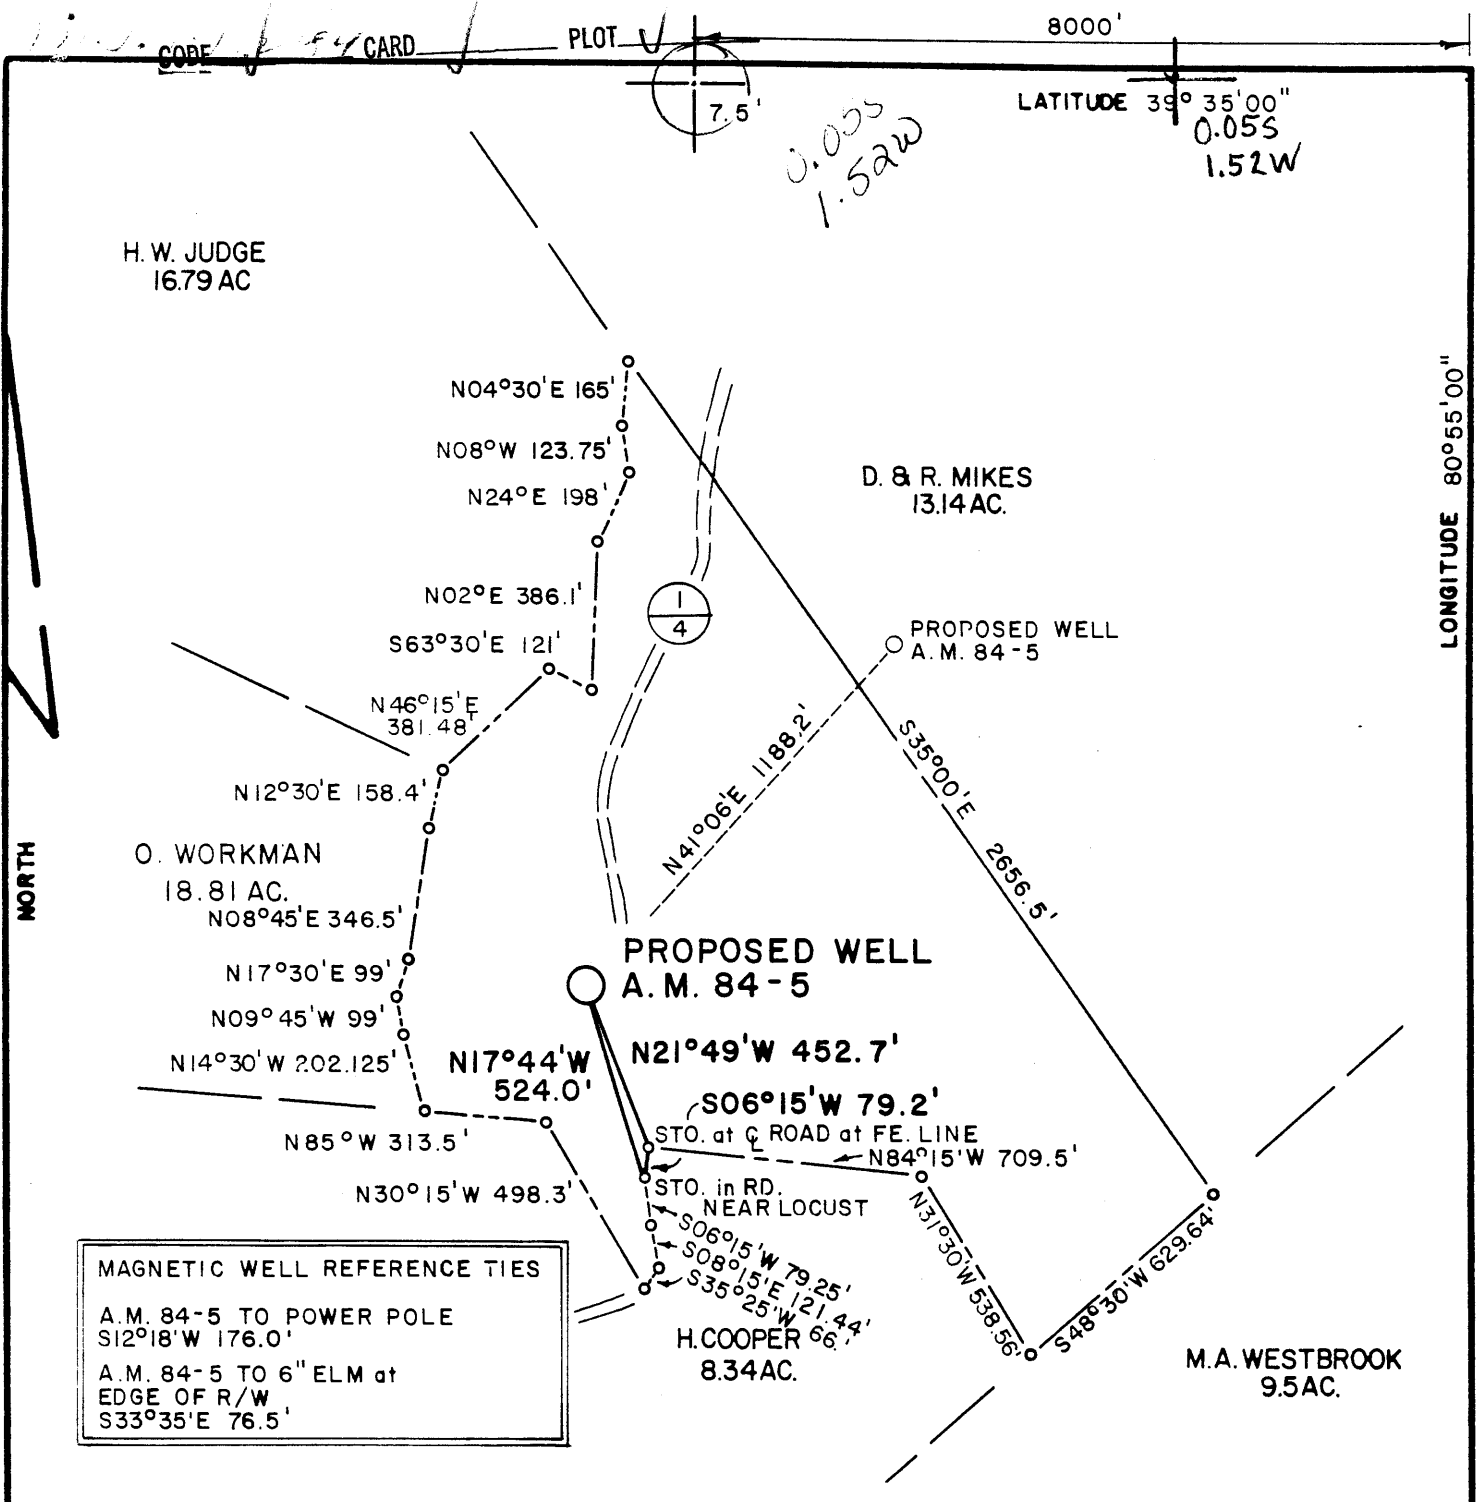 CODE CARD PLOT
8000'
7.5'
LATITUDE 39° 35'00"
0.05S
1.52W
0.05S
1.52W
H. W. JUDGE
16.79 AC
LONGITUDE 80°55'00"
NORTH
N04°30'E 165'
N08°W 123.75'
N24°E 198'
N02°E 386.1'
S63°30'E 121'
N46°15'E
381.48'
N12°30'E 158.4'
D. & R. MIKES
13.14 AC.
1
4
PROPOSED WELL
A.M. 84-5
N41°06'E 1188.2'
S35°00'E 2656.5'
O. WORKMAN
18.81 AC.
N08°45'E 346.5'
N17°30'E 99'
N09°45'W 99'
N14°30'W 202.125'
N85°W 313.5'
N30°15'W 498.3'
PROPOSED WELL
A.M. 84-5
N17°44'W
524.0'
N21°49'W 452.7'
S06°15'W 79.2'
STO. at ℄ ROAD at FE. LINE
N84°15'W 709.5'
STO. in RD.
NEAR LOCUST
S06°15'W 79.25'
S08°15'E 121.44'
S35°25'W 66.'
N31°30'W 538.56'
S48°30'W 629.64'
H. COOPER
8.34 AC.
M.A. WESTBROOK
9.5 AC.
MAGNETIC WELL REFERENCE TIES
A.M. 84-5 TO POWER POLE
S12°18'W 176.0'
A.M. 84-5 TO 6" ELM at
EDGE OF R/W
S33°35'E 76.5'